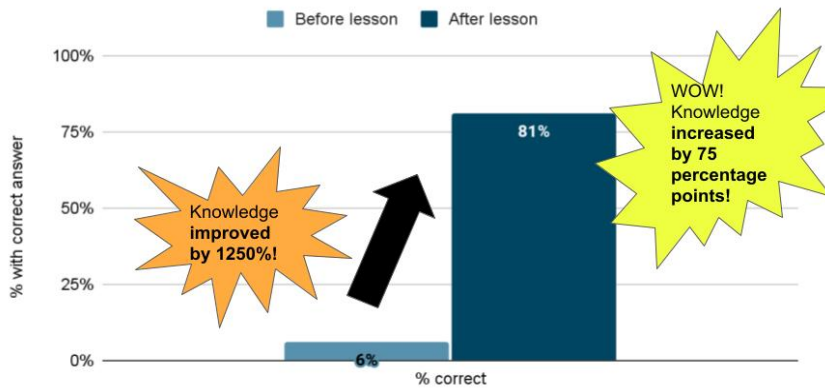 Before lesson After lesson
100%
75%
50%
25%
0%
% with correct answer
WOW!
Knowledge
increased
by 75
percentage
points!
81%
Knowledge
improved
by 1250%!
6%
% correct